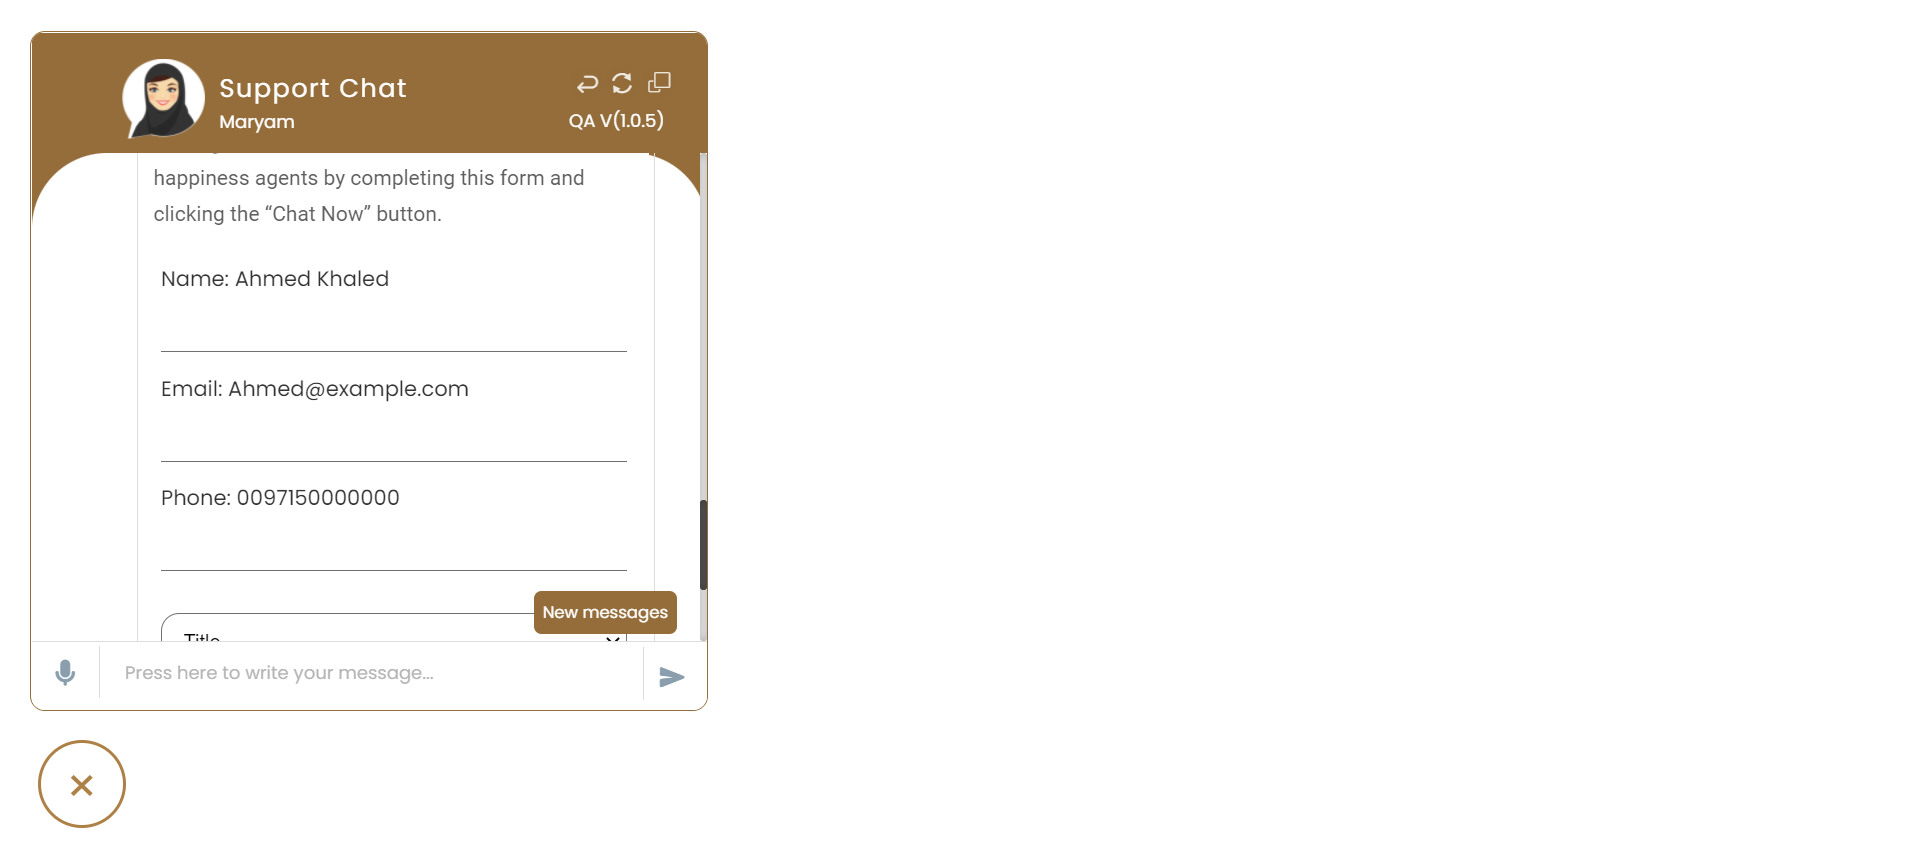 Support Chat
Maryam
QA V(1.0.5)
happiness agents by completing this form and
clicking the “Chat Now” button.
Name: Ahmed Khaled
Email: Ahmed@example.com
Phone: 0097150000000
New messages
Title
Press here to write your message...